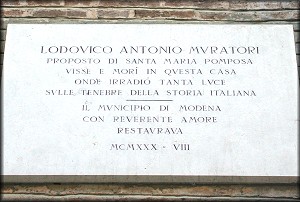 LODOVICO ANTONIO MVRATORI
PROPOSTO DI SANTA MARIA POMPOSA
VISSE E MORÌ IN QVESTA CASA
ONDE IRRADIÒ TANTA LVCE
SVLLE TENEBRE DELLA STORIA ITALIANA
IL MVNICIPIO DI MODENA
CON REVERENTE AMORE
RESTAVRAVA
MCMXXX · VIII